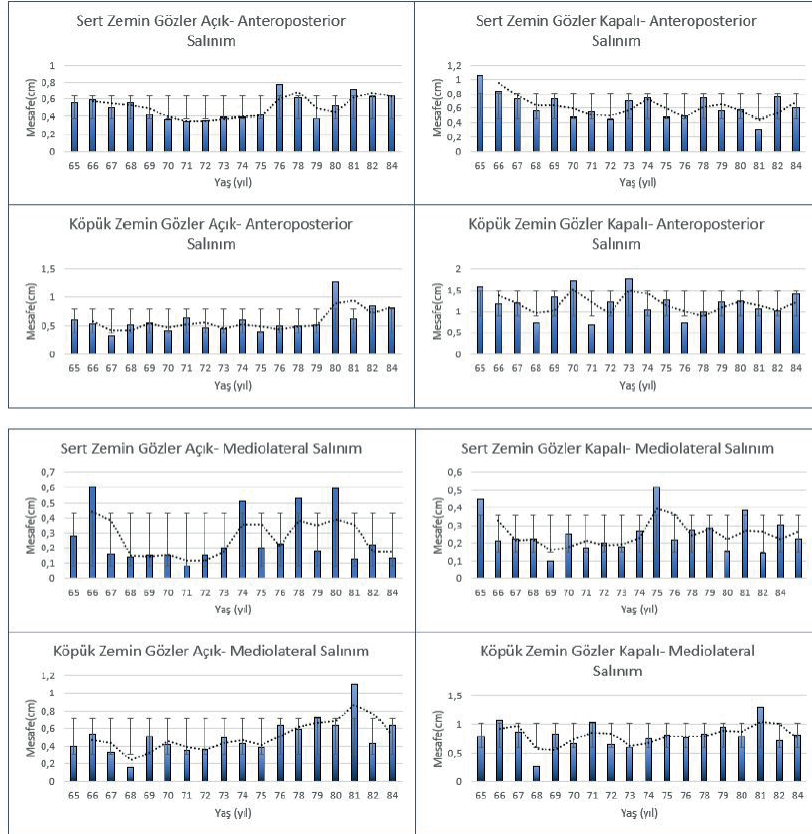 Sert Zemin Gözler Açık- Anteroposterior
Salınım
Mesafe(cm)
1
0,8
0,6
0,4
0,2
0
65 66 67 68 69 70 71 72 73 74 75 76 78 79 80 81 82 84
Yaş (yıl)
Sert Zemin Gözler Kapalı- Anteroposterior
Salınım
Mesafe(cm)
1,2
1
0,8
0,6
0,4
0,2
0
65 66 67 68 69 70 71 72 73 74 75 76 78 79 80 81 82 84
Yaş (yıl)
Köpük Zemin Gözler Açık- Anteroposterior
Salınım
Mesafe(cm)
1,5
1
0,5
0
65 66 67 68 69 70 71 72 73 74 75 76 78 79 80 81 82 84
Yaş (yıl)
Köpük Zemin Gözler Kapalı- Anteroposterior
Salınım
Mesafe(cm)
2
1,5
1
0,5
0
65 66 67 68 69 70 71 72 73 74 75 76 78 79 80 81 82 84
Yaş (yıl)
Sert Zemin Gözler Açık- Mediolateral Salınım
Mesafe(cm)
0,7
0,6
0,5
0,4
0,3
0,2
0,1
0
65 66 67 68 69 70 71 72 73 74 75 76 78 79 80 81 82 84
Yaş (yıl)
Sert Zemin Gözler Kapalı- Mediolateral Salınım
Mesafe(cm)
0,6
0,5
0,4
0,3
0,2
0,1
0
65 66 67 68 69 70 71 72 73 74 75 76 78 79 80 81 82 84
Yaş (yıl)
Köpük Zemin Gözler Açık- Mediolateral Salınım
Mesafe(cm)
1,2
1
0,8
0,6
0,4
0,2
0
65 66 67 68 69 70 71 72 73 74 75 76 78 79 80 81 82 84
Yaş (yıl)
Köpük Zemin Gözler Kapalı- Mediolateral
Salınım
Mesafe(cm)
1,5
1
0,5
0
65 66 67 68 69 70 71 72 73 74 75 76 78 79 80 81 82 84
Yaş (yıl)